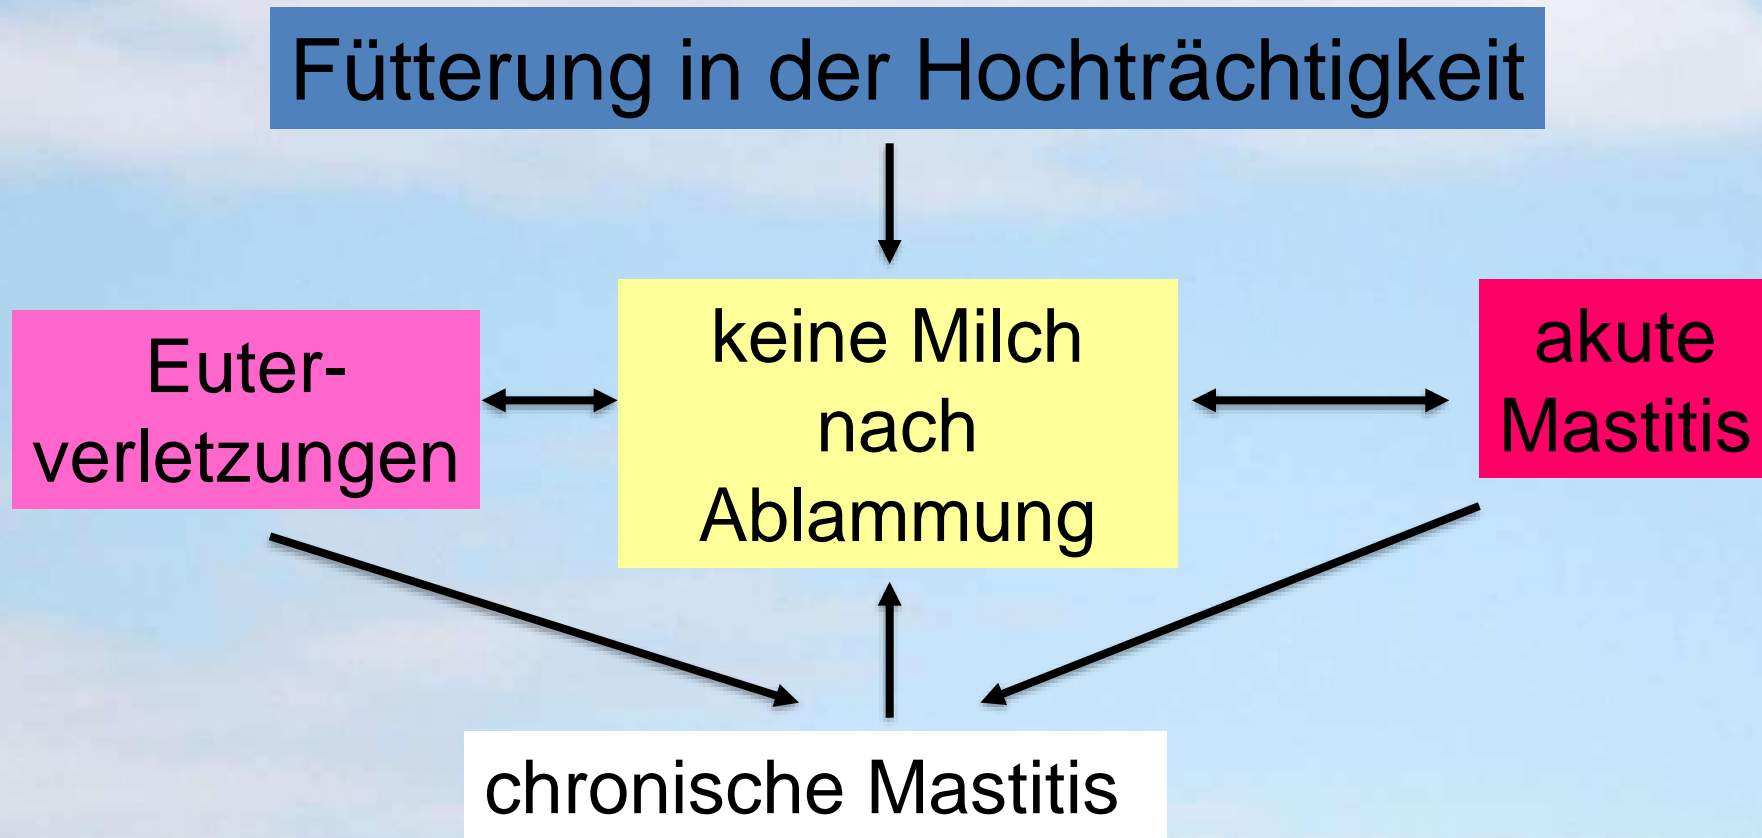 Fütterung in der Hochträchtigkeit
Euter-
verletzungen
keine Milch
nach
Ablammung
akute
Mastitis
chronische Mastitis